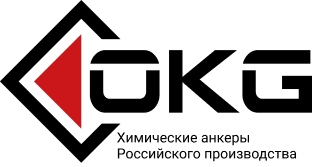 OKG
Химические анкеры
Российского производства